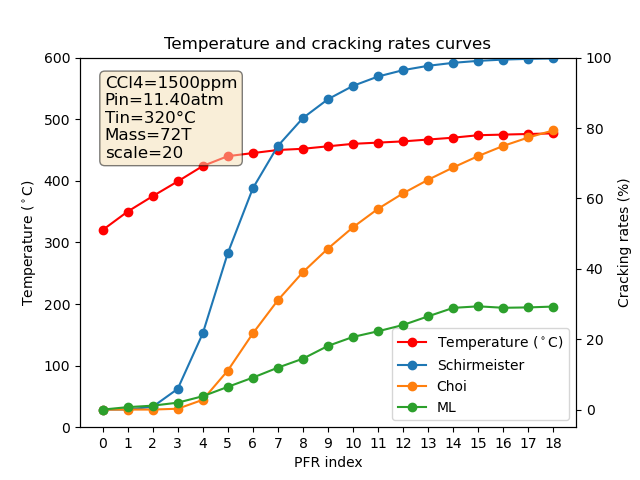 Temperature and cracking rates curves
CCl4=1500ppm
Pin=11.40atm
Tin=320°C
Mass=72T
scale=20
Temperature (°C)
600
500
400
300
200
100
0
Cracking rates (%)
100
80
60
40
20
0
Temperature (°C)
Schirmeister
Choi
ML
0 1 2 3 4 5 6 7 8 9 10 11 12 13 14 15 16 17 18
PFR index